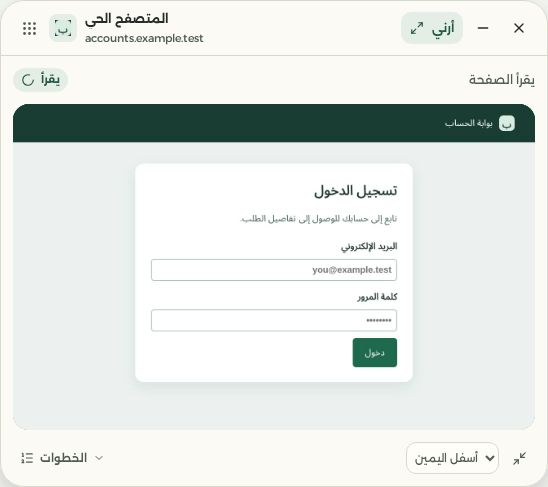 المتصفح الحي
accounts.example.test
أرني
يقرأ الصفحة
يقرأ
ب
بوابة الحساب
تسجيل الدخول
تابع إلى حسابك للوصول إلى تفاصيل الطلب.
البريد الإلكتروني
you@example.test
كلمة المرور
••••••••
دخول
أسفل اليمين
الخطوات